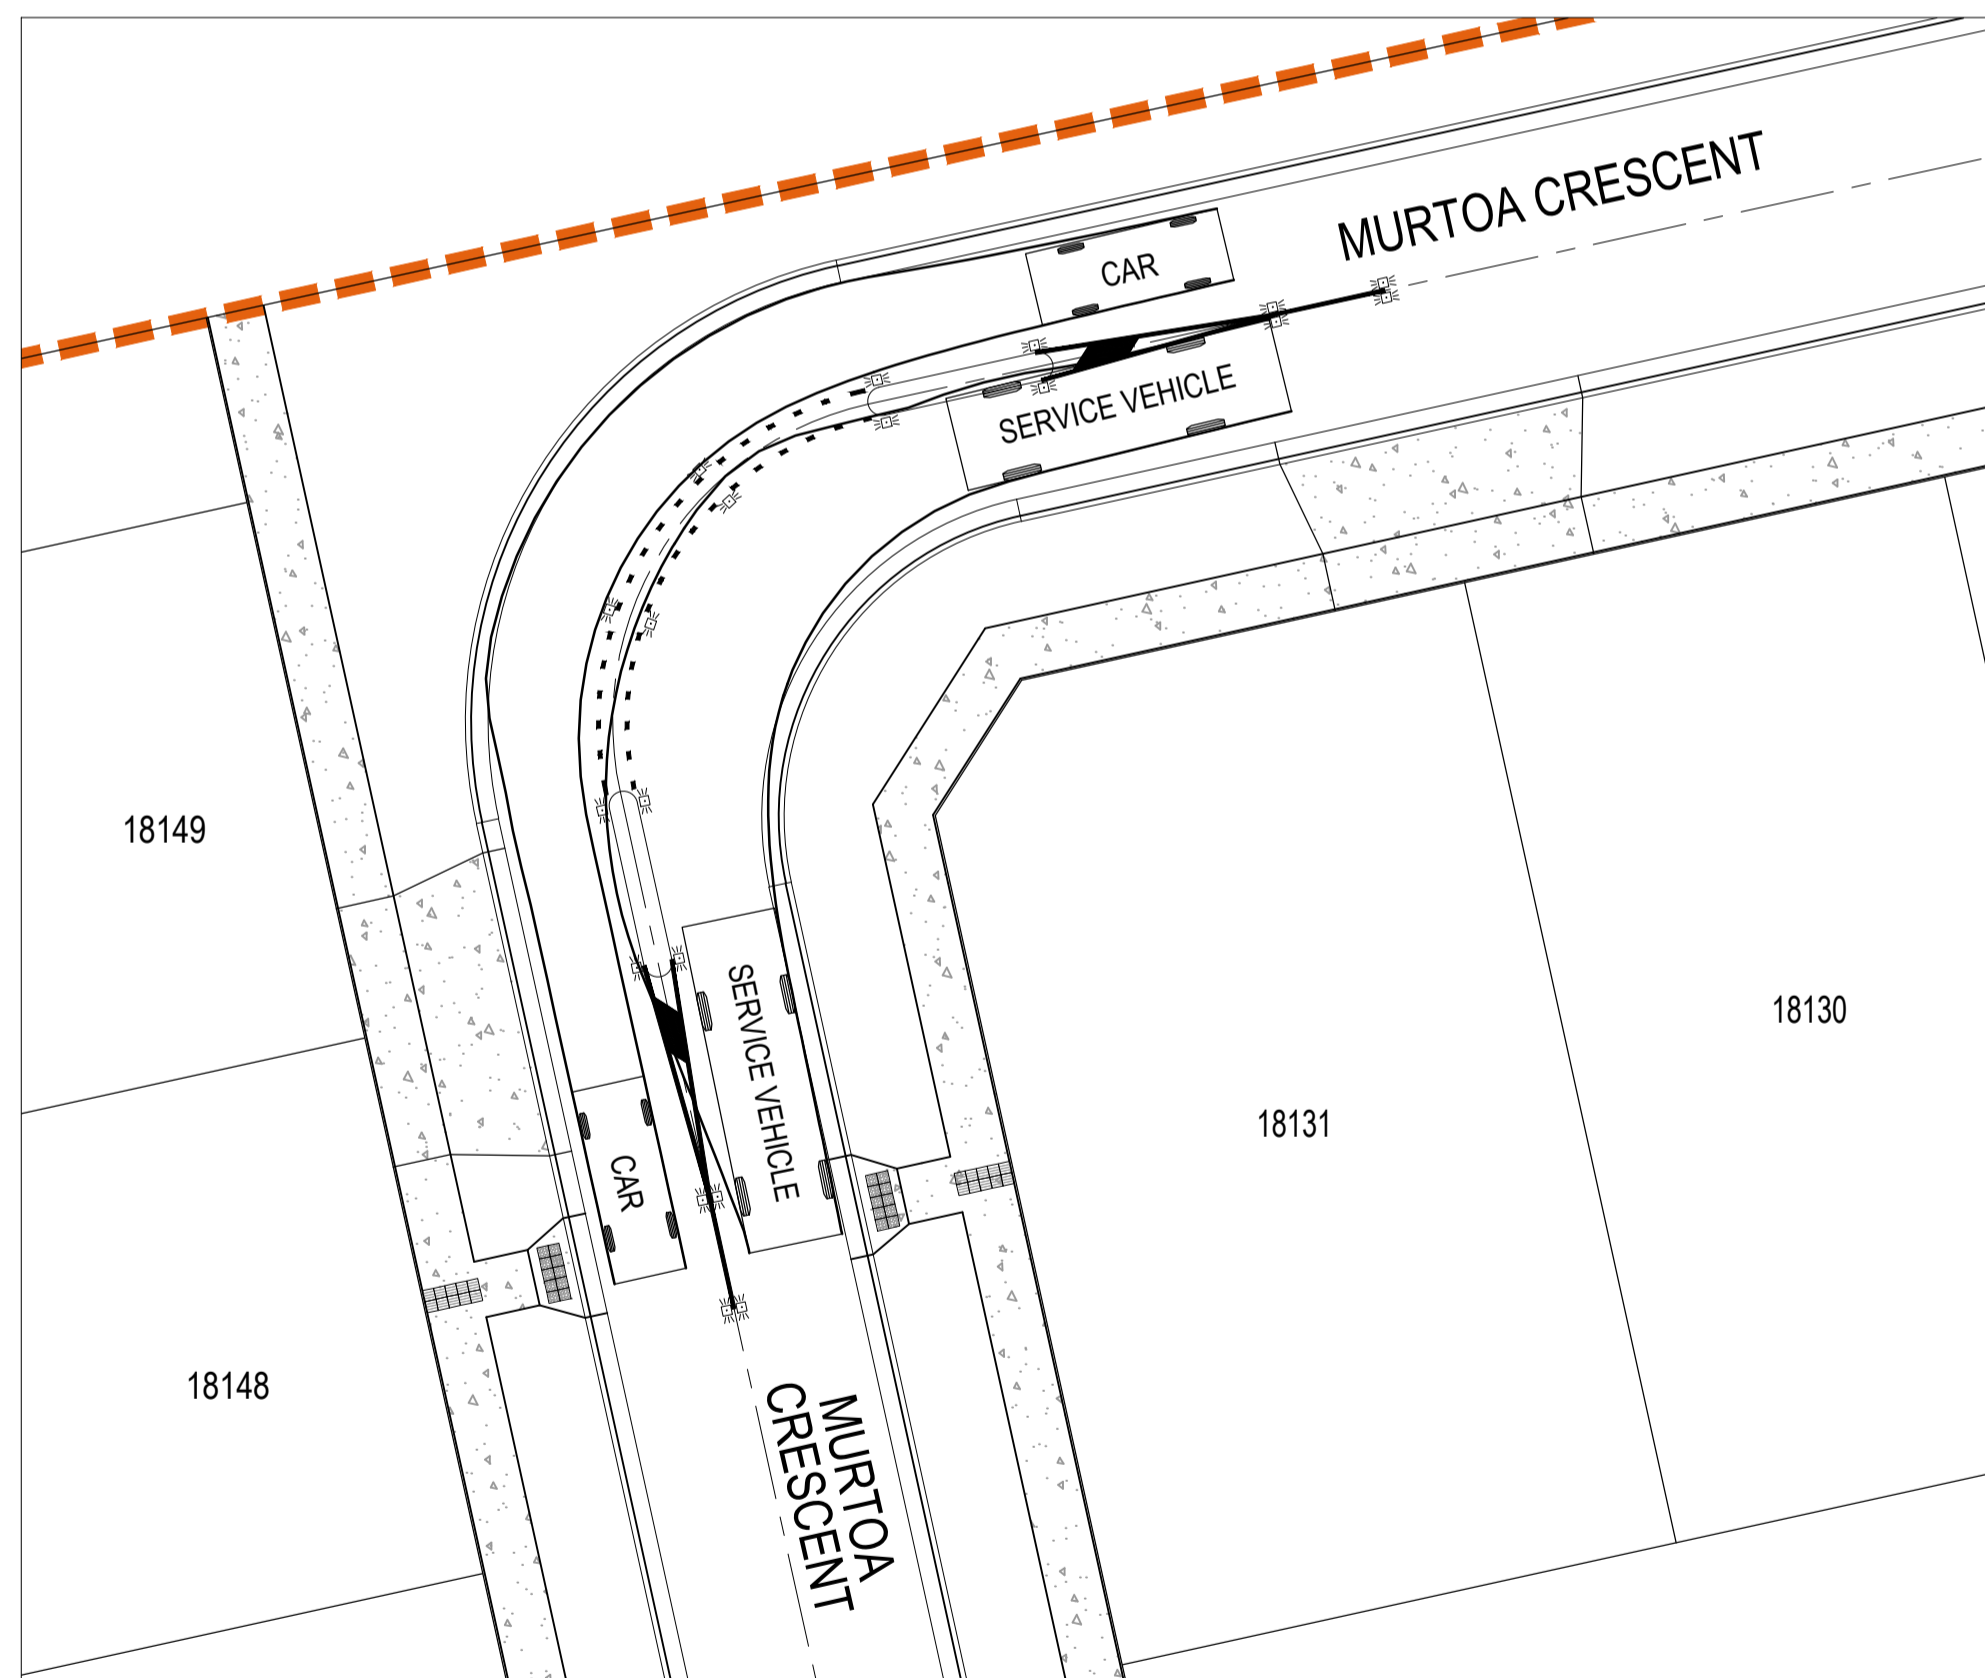 MURTOA CRESCENT
CAR
SERVICE VEHICLE
18149
SERVICE VEHICLE
18130
18131
CAR
18148
MURTOA
CRESCENT